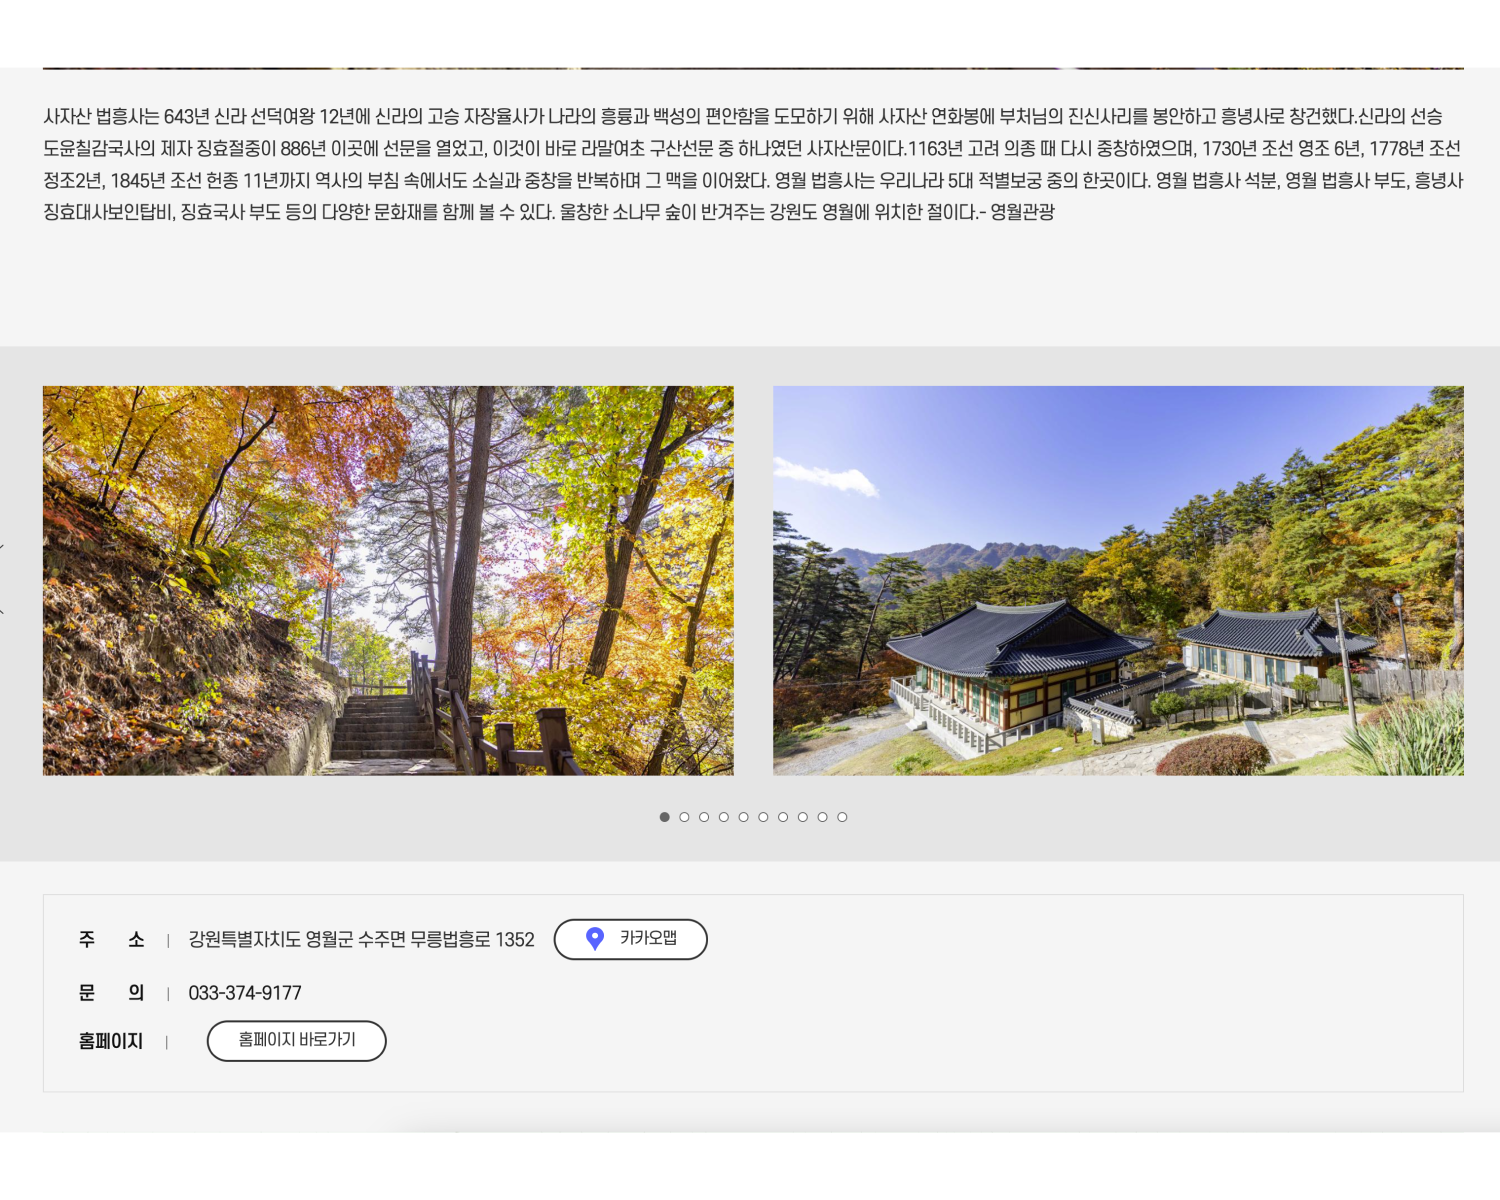 사자산 법흥사는 643년 신라 선덕여왕 12년에 신라의 고승 자장율사가 나라의 흥륭과 백성의 편안함을 도모하기 위해 사자산 연화봉에 부처님의 진신사리를 봉안하고 흥녕사로 창건했다.신라의 선승
도윤칠감국사의 제자 징효절중이 886년 이곳에 선문을 열었고, 이것이 바로 라말여초 구산선문 중 하나였던 사자산문이다.1163년 고려 의종 때 다시 중창하였으며, 1730년 조선 영조 6년, 1778년 조선
정조2년, 1845년 조선 헌종 11년까지 역사의 부침 속에서도 소실과 중창을 반복하며 그 맥을 이어왔다. 영월 법흥사는 우리나라 5대 적별보궁 중의 한곳이다. 영월 법흥사 석분, 영월 법흥사 부도, 흥녕사
징효대사보인탑비, 징효국사 부도 등의 다양한 문화재를 함께 볼 수 있다. 울창한 소나무 숲이 반겨주는 강원도 영월에 위치한 절이다.- 영월관광
주 소 | 강원특별자치도 영월군 수주면 무릉법흥로 1352 카카오맵
문 의 | 033-374-9177
홈페이지 | 홈페이지 바로가기